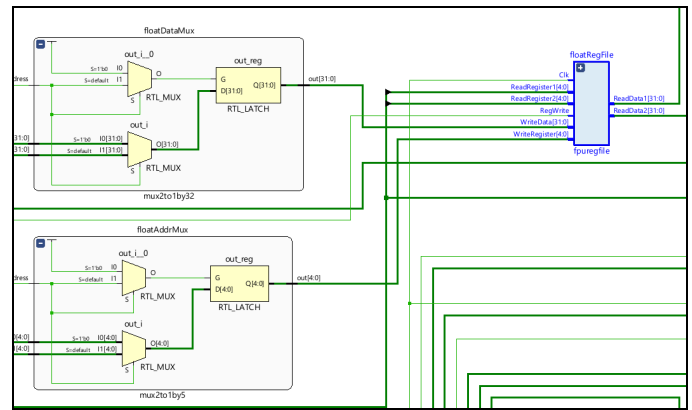 floatDataMux
out_i__0
S=1'b0 I0
S=default I1
O
S
RTL_MUX
out_reg
G
D[31:0]
Q[31:0]
RTL_LATCH
out[31:0]
dress
out_i
31:0]
S=1'b0 I0[31:0]
31:0]
S=default I1[31:0]
O[31:0]
S
RTL_MUX
mux2to1by32
floatRegFile
Clk
ReadRegister1[4:0]
ReadRegister2[4:0]
RegWrite
WriteData[31:0]
WriteRegister[4:0]
ReadData1[31:0]
ReadData2[31:0]
fpuregfile
floatAddrMux
out_i__0
S=1'b0 I0
S=default I1
O
S
RTL_MUX
out_reg
G
D[4:0]
Q[4:0]
RTL_LATCH
out[4:0]
dress
out_i
[4:0]
S=1'b0 I0[4:0]
[4:0]
S=default I1[4:0]
O[4:0]
S
RTL_MUX
mux2to1by5